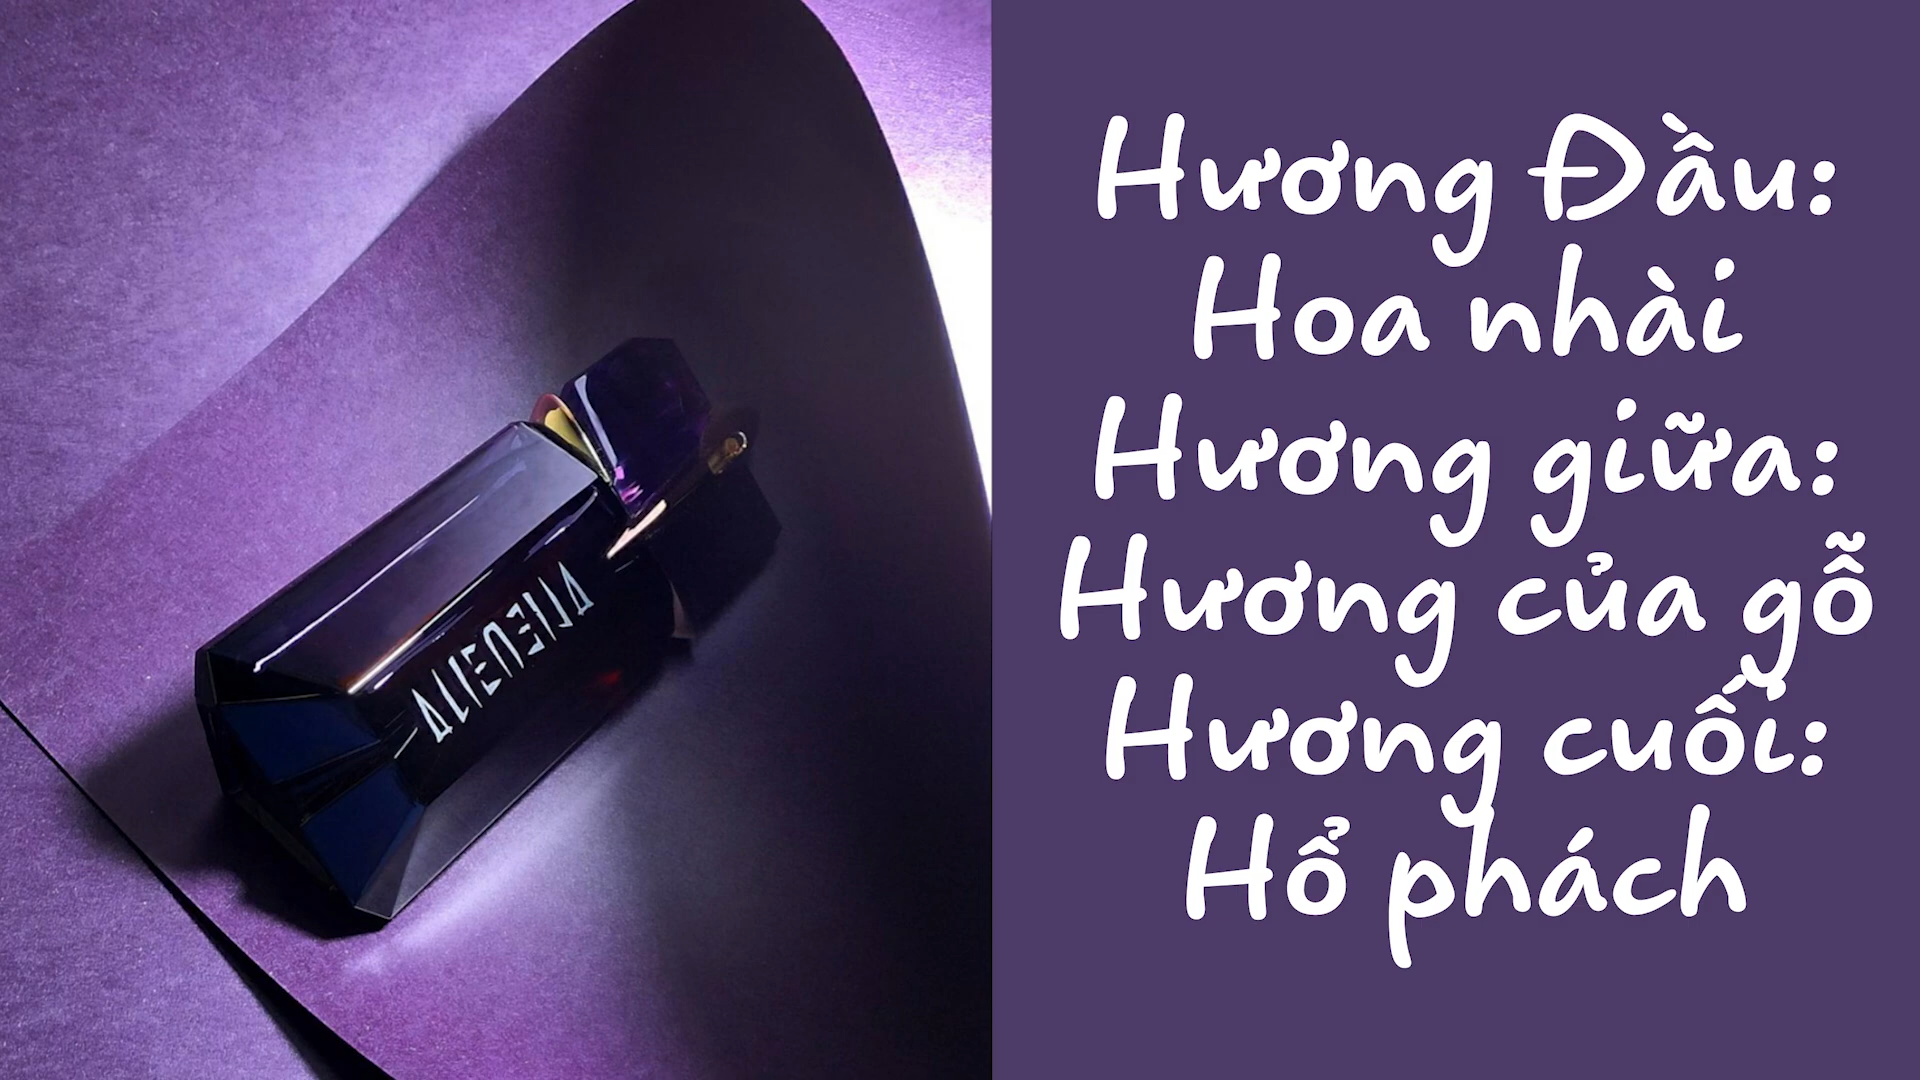 Hương Đầu:
Hoa nhài
Hương giữa:
Hương của gỗ
Hương cuối:
Hổ phách